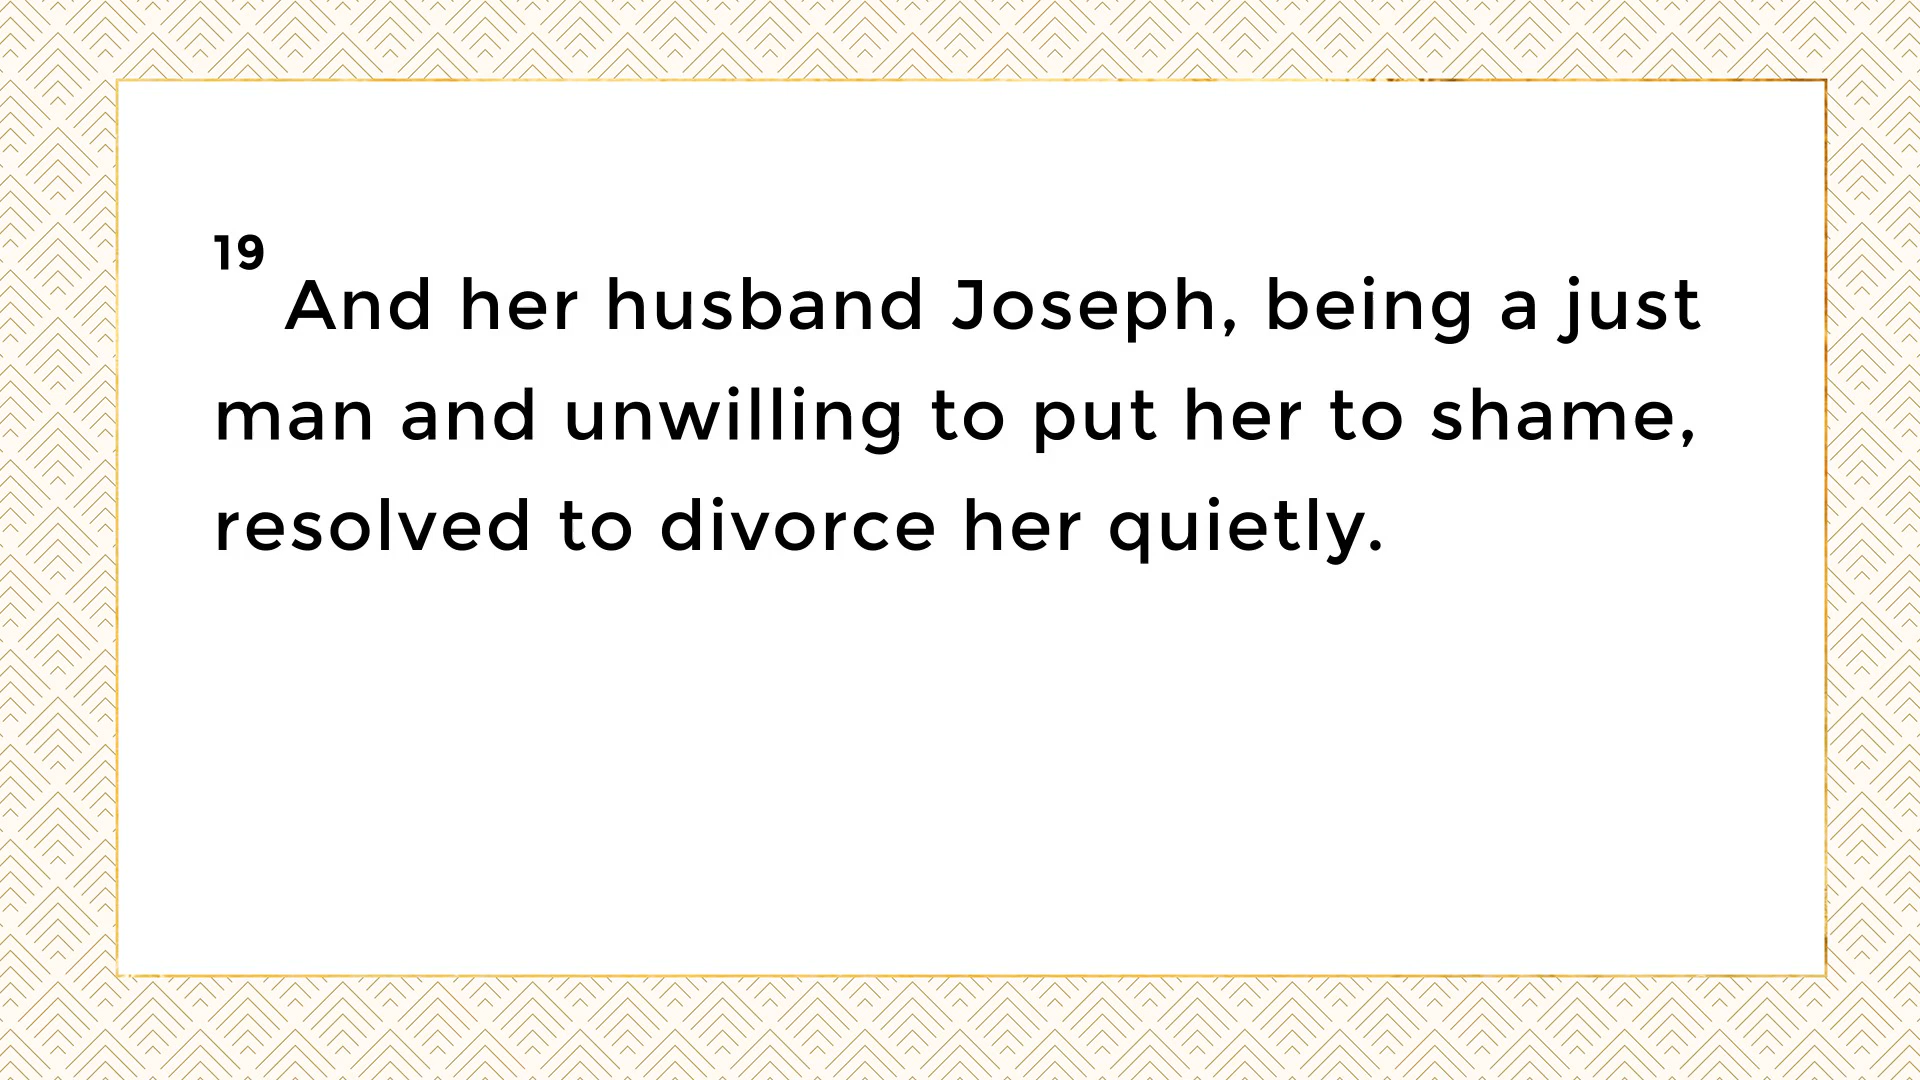 19 And her husband Joseph, being a just
man and unwilling to put her to shame,
resolved to divorce her quietly.